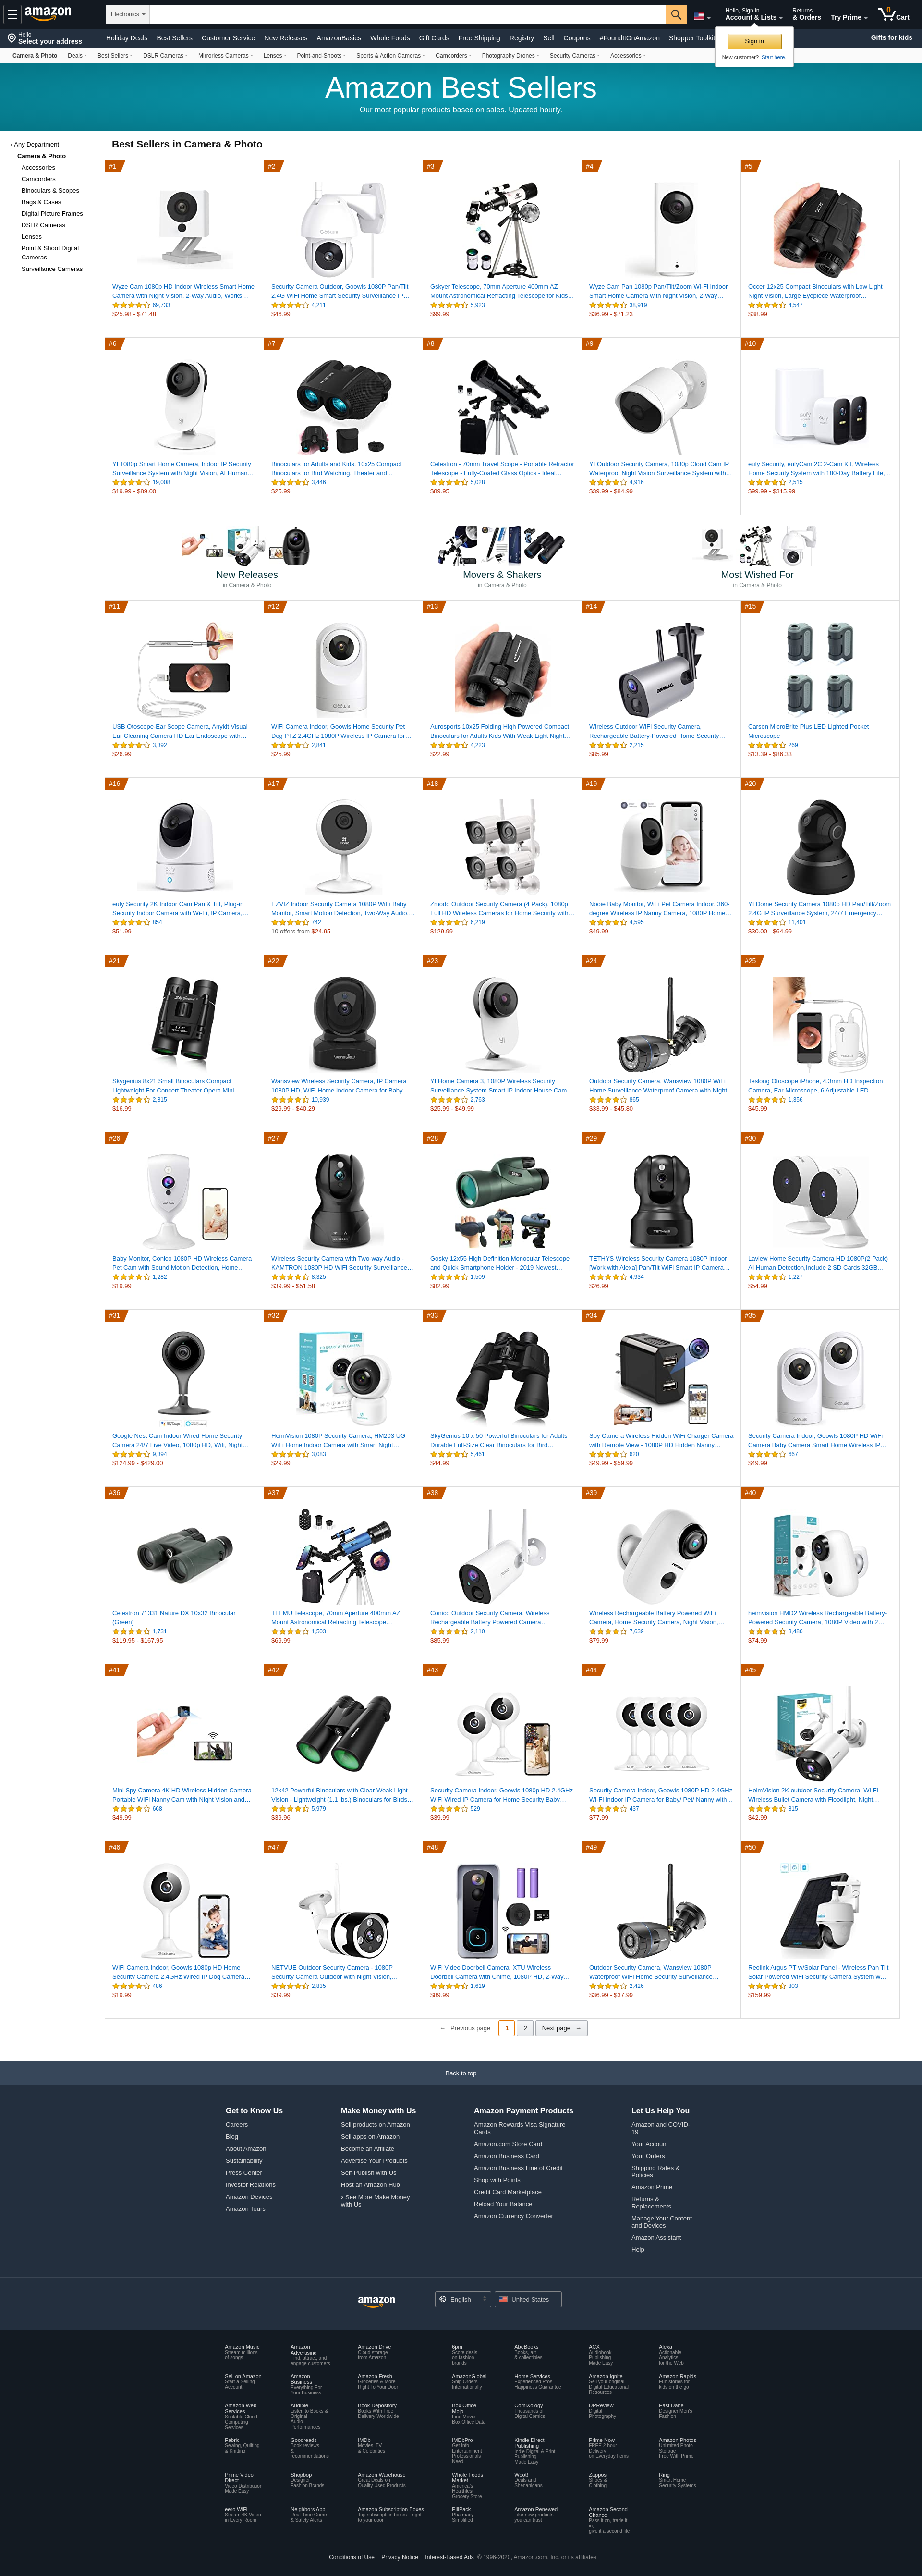 amazon
Electronics
Hello, Sign in
Account & Lists
Returns
& Orders
Try Prime
0
Cart
Hello
Select your address
Holiday Deals Best Sellers Customer Service New Releases AmazonBasics Whole Foods Gift Cards Free Shipping Registry Sell Coupons #FoundItOnAmazon Shopper Toolkit
Gifts for kids
Sign in
New customer? Start here.
Camera & Photo Deals Best Sellers DSLR Cameras Mirrorless Cameras Lenses Point-and-Shoots Sports & Action Cameras Camcorders Photography Drones Security Cameras Accessories
Amazon Best Sellers
Our most popular products based on sales. Updated hourly.
‹ Any Department
Camera & Photo
Accessories
Camcorders
Binoculars & Scopes
Bags & Cases
Digital Picture Frames
DSLR Cameras
Lenses
Point & Shoot Digital
Cameras
Surveillance Cameras
Best Sellers in Camera & Photo
#1
Wyze Cam 1080p HD Indoor Wireless Smart Home
Camera with Night Vision, 2-Way Audio, Works…
69,733
$25.98 - $71.48
#2
Security Camera Outdoor, Goowls 1080P Pan/Tilt
2.4G WiFi Home Smart Security Surveillance IP…
4,211
$46.99
#3
Gskyer Telescope, 70mm Aperture 400mm AZ
Mount Astronomical Refracting Telescope for Kids…
5,923
$99.99
#4
Wyze Cam Pan 1080p Pan/Tilt/Zoom Wi-Fi Indoor
Smart Home Camera with Night Vision, 2-Way…
38,919
$36.99 - $71.23
#5
Occer 12x25 Compact Binoculars with Low Light
Night Vision, Large Eyepiece Waterproof…
4,547
$38.99
#6
YI 1080p Smart Home Camera, Indoor IP Security
Surveillance System with Night Vision, AI Human…
19,008
$19.99 - $89.00
#7
Binoculars for Adults and Kids, 10x25 Compact
Binoculars for Bird Watching, Theater and…
3,446
$25.99
#8
Celestron - 70mm Travel Scope - Portable Refractor
Telescope - Fully-Coated Glass Optics - Ideal…
5,028
$89.95
#9
YI Outdoor Security Camera, 1080p Cloud Cam IP
Waterproof Night Vision Surveillance System with…
4,916
$39.99 - $84.99
#10
eufy Security, eufyCam 2C 2-Cam Kit, Wireless
Home Security System with 180-Day Battery Life,…
2,515
$99.99 - $315.99
New Releases
in Camera & Photo
Movers & Shakers
in Camera & Photo
Most Wished For
in Camera & Photo
#11
USB Otoscope-Ear Scope Camera, Anykit Visual
Ear Cleaning Camera HD Ear Endoscope with…
3,392
$26.99
#12
WiFi Camera Indoor, Goowls Home Security Pet
Dog PTZ 2.4GHz 1080P Wireless IP Camera for…
2,841
$25.99
#13
Aurosports 10x25 Folding High Powered Compact
Binoculars for Adults Kids With Weak Light Night…
4,223
$22.99
#14
Wireless Outdoor WiFi Security Camera,
Rechargeable Battery-Powered Home Security…
2,215
$85.99
#15
Carson MicroBrite Plus LED Lighted Pocket
Microscope
269
$13.39 - $86.33
#16
eufy Security 2K Indoor Cam Pan & Tilt, Plug-in
Security Indoor Camera with Wi-Fi, IP Camera,…
854
$51.99
#17
EZVIZ Indoor Security Camera 1080P WiFi Baby
Monitor, Smart Motion Detection, Two-Way Audio,…
742
10 offers from $24.95
#18
Zmodo Outdoor Security Camera (4 Pack), 1080p
Full HD Wireless Cameras for Home Security with…
6,219
$129.99
#19
Nooie Baby Monitor, WiFi Pet Camera Indoor, 360-
degree Wireless IP Nanny Camera, 1080P Home…
4,595
$49.99
#20
YI Dome Security Camera 1080p HD Pan/Tilt/Zoom
2.4G IP Surveillance System, 24/7 Emergency…
11,401
$30.00 - $64.99
#21
Skygenius 8x21 Small Binoculars Compact
Lightweight For Concert Theater Opera Mini…
2,815
$16.99
#22
Wansview Wireless Security Camera, IP Camera
1080P HD, WiFi Home Indoor Camera for Baby…
10,939
$29.99 - $40.29
#23
YI Home Camera 3, 1080P Wireless Security
Surveillance System Smart IP Indoor House Cam,…
2,763
$25.99 - $49.99
#24
Outdoor Security Camera, Wansview 1080P WiFi
Home Surveillance Waterproof Camera with Night…
865
$33.99 - $45.80
#25
Teslong Otoscope iPhone, 4.3mm HD Inspection
Camera, Ear Microscope, 6 Adjustable LED…
1,356
$45.99
#26
Baby Monitor, Conico 1080P HD Wireless Camera
Pet Cam with Sound Motion Detection, Home…
1,282
$19.99
#27
Wireless Security Camera with Two-way Audio -
KAMTRON 1080P HD WiFi Security Surveillance…
8,325
$39.99 - $51.58
#28
Gosky 12x55 High Definition Monocular Telescope
and Quick Smartphone Holder - 2019 Newest…
1,509
$82.99
#29
TETHYS Wireless Security Camera 1080P Indoor
[Work with Alexa] Pan/Tilt WiFi Smart IP Camera…
4,934
$26.99
#30
Laview Home Security Camera HD 1080P(2 Pack)
AI Human Detection,Include 2 SD Cards,32GB…
1,227
$54.99
#31
Google Nest Cam Indoor Wired Home Security
Camera 24/7 Live Video, 1080p HD, Wifi, Night…
9,394
$124.99 - $429.00
#32
HeimVision 1080P Security Camera, HM203 UG
WiFi Home Indoor Camera with Smart Night…
3,083
$29.99
#33
SkyGenius 10 x 50 Powerful Binoculars for Adults
Durable Full-Size Clear Binoculars for Bird…
5,461
$44.99
#34
Spy Camera Wireless Hidden WiFi Charger Camera
with Remote View - 1080P HD Hidden Nanny…
620
$49.99 - $59.99
#35
Security Camera Indoor, Goowls 1080P HD WiFi
Camera Baby Camera Smart Home Wireless IP…
667
$49.99
#36
Celestron 71331 Nature DX 10x32 Binocular
(Green)
1,731
$119.95 - $167.95
#37
TELMU Telescope, 70mm Aperture 400mm AZ
Mount Astronomical Refracting Telescope…
1,503
$69.99
#38
Conico Outdoor Security Camera, Wireless
Rechargeable Battery Powered Camera…
2,110
$85.99
#39
Wireless Rechargeable Battery Powered WiFi
Camera, Home Security Camera, Night Vision,…
7,639
$79.99
#40
heimvision HMD2 Wireless Rechargeable Battery-
Powered Security Camera, 1080P Video with 2…
3,486
$74.99
#41
Mini Spy Camera 4K HD Wireless Hidden Camera
Portable WiFi Nanny Cam with Night Vision and…
668
$49.99
#42
12x42 Powerful Binoculars with Clear Weak Light
Vision - Lightweight (1.1 lbs.) Binoculars for Birds…
5,979
$39.96
#43
Security Camera Indoor, Goowls 1080p HD 2.4GHz
WiFi Wired IP Camera for Home Security Baby…
529
$39.99
#44
Security Camera Indoor, Goowls 1080P HD 2.4GHz
Wi-Fi Indoor IP Camera for Baby/ Pet/ Nanny with…
437
$77.99
#45
HeimVision 2K outdoor Security Camera, Wi-Fi
Wireless Bullet Camera with Floodlight, Night…
815
$42.99
#46
WiFi Camera Indoor, Goowls 1080p HD Home
Security Camera 2.4GHz Wired IP Dog Camera…
486
$19.99
#47
NETVUE Outdoor Security Camera - 1080P
Security Camera Outdoor with Night Vision,…
2,835
$39.99
#48
WiFi Video Doorbell Camera, XTU Wireless
Doorbell Camera with Chime, 1080P HD, 2-Way…
1,619
$89.99
#49
Outdoor Security Camera, Wansview 1080P
Waterproof WiFi Home Security Surveillance…
2,426
$36.99 - $37.99
#50
Reolink Argus PT w/Solar Panel - Wireless Pan Tilt
Solar Powered WiFi Security Camera System w…
803
$159.99
← Previous page 1 2 Next page →
Back to top
Get to Know Us
Careers
Blog
About Amazon
Sustainability
Press Center
Investor Relations
Amazon Devices
Amazon Tours
Make Money with Us
Sell products on Amazon
Sell apps on Amazon
Become an Affiliate
Advertise Your Products
Self-Publish with Us
Host an Amazon Hub
› See More Make Money
with Us
Amazon Payment Products
Amazon Rewards Visa Signature
Cards
Amazon.com Store Card
Amazon Business Card
Amazon Business Line of Credit
Shop with Points
Credit Card Marketplace
Reload Your Balance
Amazon Currency Converter
Let Us Help You
Amazon and COVID-
19
Your Account
Your Orders
Shipping Rates &
Policies
Amazon Prime
Returns &
Replacements
Manage Your Content
and Devices
Amazon Assistant
Help
amazon
English
United States
Amazon Music
Stream millions
of songs
Amazon
Advertising
Find, attract, and
engage customers
Amazon Drive
Cloud storage
from Amazon
6pm
Score deals
on fashion
brands
AbeBooks
Books, art
& collectibles
ACX
Audiobook
Publishing
Made Easy
Alexa
Actionable
Analytics
for the Web
Sell on Amazon
Start a Selling
Account
Amazon
Business
Everything For
Your Business
Amazon Fresh
Groceries & More
Right To Your Door
AmazonGlobal
Ship Orders
Internationally
Home Services
Experienced Pros
Happiness Guarantee
Amazon Ignite
Sell your original
Digital Educational
Resources
Amazon Rapids
Fun stories for
kids on the go
Amazon Web
Services
Scalable Cloud
Computing
Services
Audible
Listen to Books &
Original
Audio
Performances
Book Depository
Books With Free
Delivery Worldwide
Box Office
Mojo
Find Movie
Box Office Data
ComiXology
Thousands of
Digital Comics
DPReview
Digital
Photography
East Dane
Designer Men's
Fashion
Fabric
Sewing, Quilting
& Knitting
Goodreads
Book reviews
&
recommendations
IMDb
Movies, TV
& Celebrities
IMDbPro
Get Info
Entertainment
Professionals
Need
Kindle Direct
Publishing
Indie Digital & Print
Publishing
Made Easy
Prime Now
FREE 2-hour
Delivery
on Everyday Items
Amazon Photos
Unlimited Photo
Storage
Free With Prime
Prime Video
Direct
Video Distribution
Made Easy
Shopbop
Designer
Fashion Brands
Amazon Warehouse
Great Deals on
Quality Used Products
Whole Foods
Market
America's
Healthiest
Grocery Store
Woot!
Deals and
Shenanigans
Zappos
Shoes &
Clothing
Ring
Smart Home
Security Systems
eero WiFi
Stream 4K Video
in Every Room
Neighbors App
Real-Time Crime
& Safety Alerts
Amazon Subscription Boxes
Top subscription boxes – right
to your door
PillPack
Pharmacy
Simplified
Amazon Renewed
Like-new products
you can trust
Amazon Second
Chance
Pass it on, trade it
in,
give it a second life
Conditions of Use Privacy Notice Interest-Based Ads © 1996-2020, Amazon.com, Inc. or its affiliates